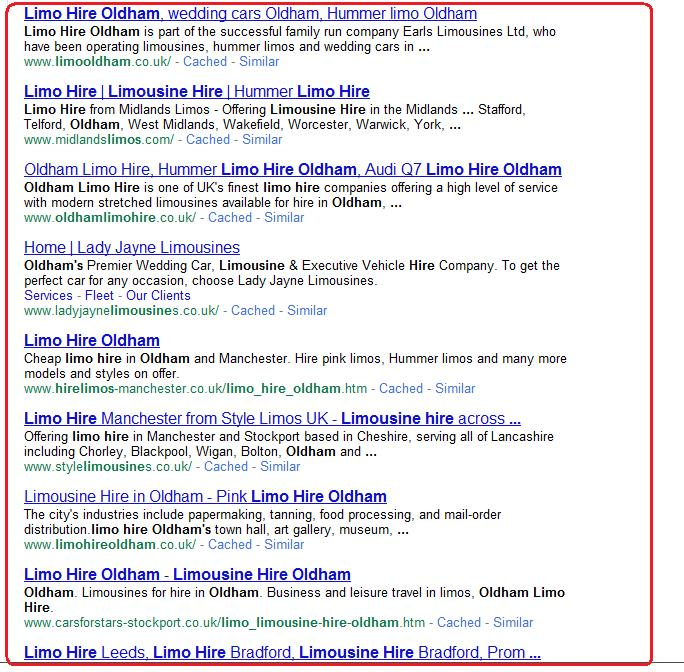 Limo Hire Oldham, wedding cars Oldham, Hummer limo Oldham
Limo Hire Oldham is part of the successful family run company Earls Limousines Ltd, who
have been operating limousines, hummer limos and wedding cars in ...
www.limooldham.co.uk/ - Cached - Similar
Limo Hire | Limousine Hire | Hummer Limo Hire
Limo Hire from Midlands Limos - Offering Limousine Hire in the Midlands ... Stafford,
Telford, Oldham, West Midlands, Wakefield, Worcester, Warwick, York, ...
www.midlandslimos.com/ - Cached - Similar
Oldham Limo Hire, Hummer Limo Hire Oldham, Audi Q7 Limo Hire Oldham
Oldham Limo Hire is one of UK's finest limo hire companies offering a high level of service
with modern stretched limousines available for hire in Oldham, ...
www.oldhamlimohire.co.uk/ - Cached - Similar
Home | Lady Jayne Limousines
Oldham's Premier Wedding Car, Limousine & Executive Vehicle Hire Company. To get the
perfect car for any occasion, choose Lady Jayne Limousines.
Services - Fleet - Our Clients
www.ladyjaynelimousines.co.uk/ - Cached - Similar
Limo Hire Oldham
Cheap limo hire in Oldham and Manchester. Hire pink limos, Hummer limos and many more
models and styles on offer.
www.hirelimos-manchester.co.uk/limo_hire_oldham.htm - Cached - Similar
Limo Hire Manchester from Style Limos UK - Limousine hire across ...
Offering limo hire in Manchester and Stockport based in Cheshire, serving all of Lancashire
including Chorley, Blackpool, Wigan, Bolton, Oldham and ...
www.stylelimousines.co.uk/ - Cached - Similar
Limousine Hire in Oldham - Pink Limo Hire Oldham
The city's industries include papermaking, tanning, food processing, and mail-order
distribution.limo hire Oldham's town hall, art gallery, museum, ...
www.limohireoldham.co.uk/ - Cached - Similar
Limo Hire Oldham - Limousine Hire Oldham
Oldham. Limousines for hire in Oldham. Business and leisure travel in limos, Oldham Limo
Hire.
www.carsforstars-stockport.co.uk/limo_limousine-hire-oldham.htm - Cached - Similar
Limo Hire Leeds, Limo Hire Bradford, Limousine Hire Bradford, Prom ...